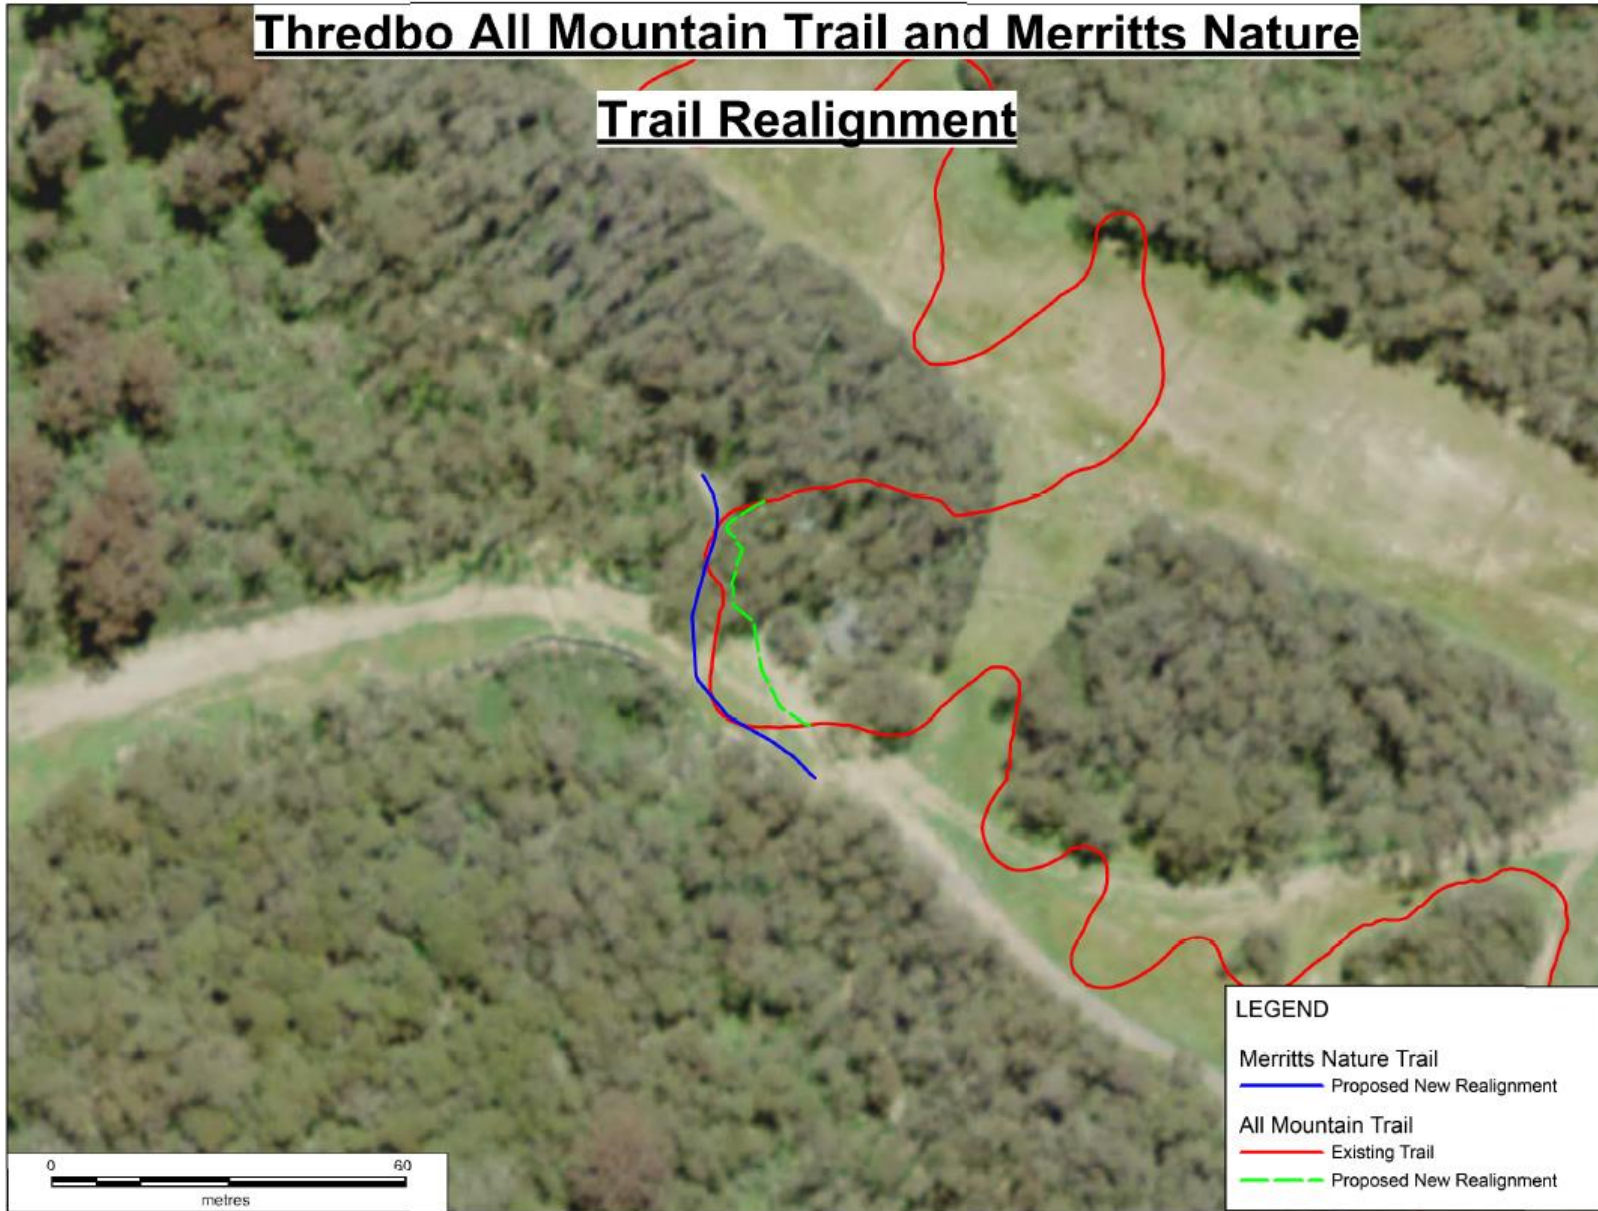 Thredbo All Mountain Trail and Merritts Nature
Trail Realignment
LEGEND
Merritts Nature Trail
Proposed New Realignment
All Mountain Trail
Existing Trail
Proposed New Realignment
0 60
metres